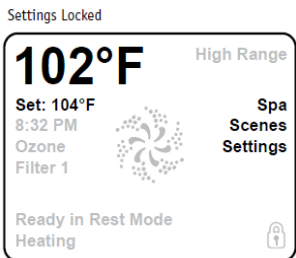 Settings Locked
102°F
High Range
Set: 104°F
Spa
8:32 PM
Scenes
Ozone
Settings
Filter 1
Ready in Rest Mode
Heating